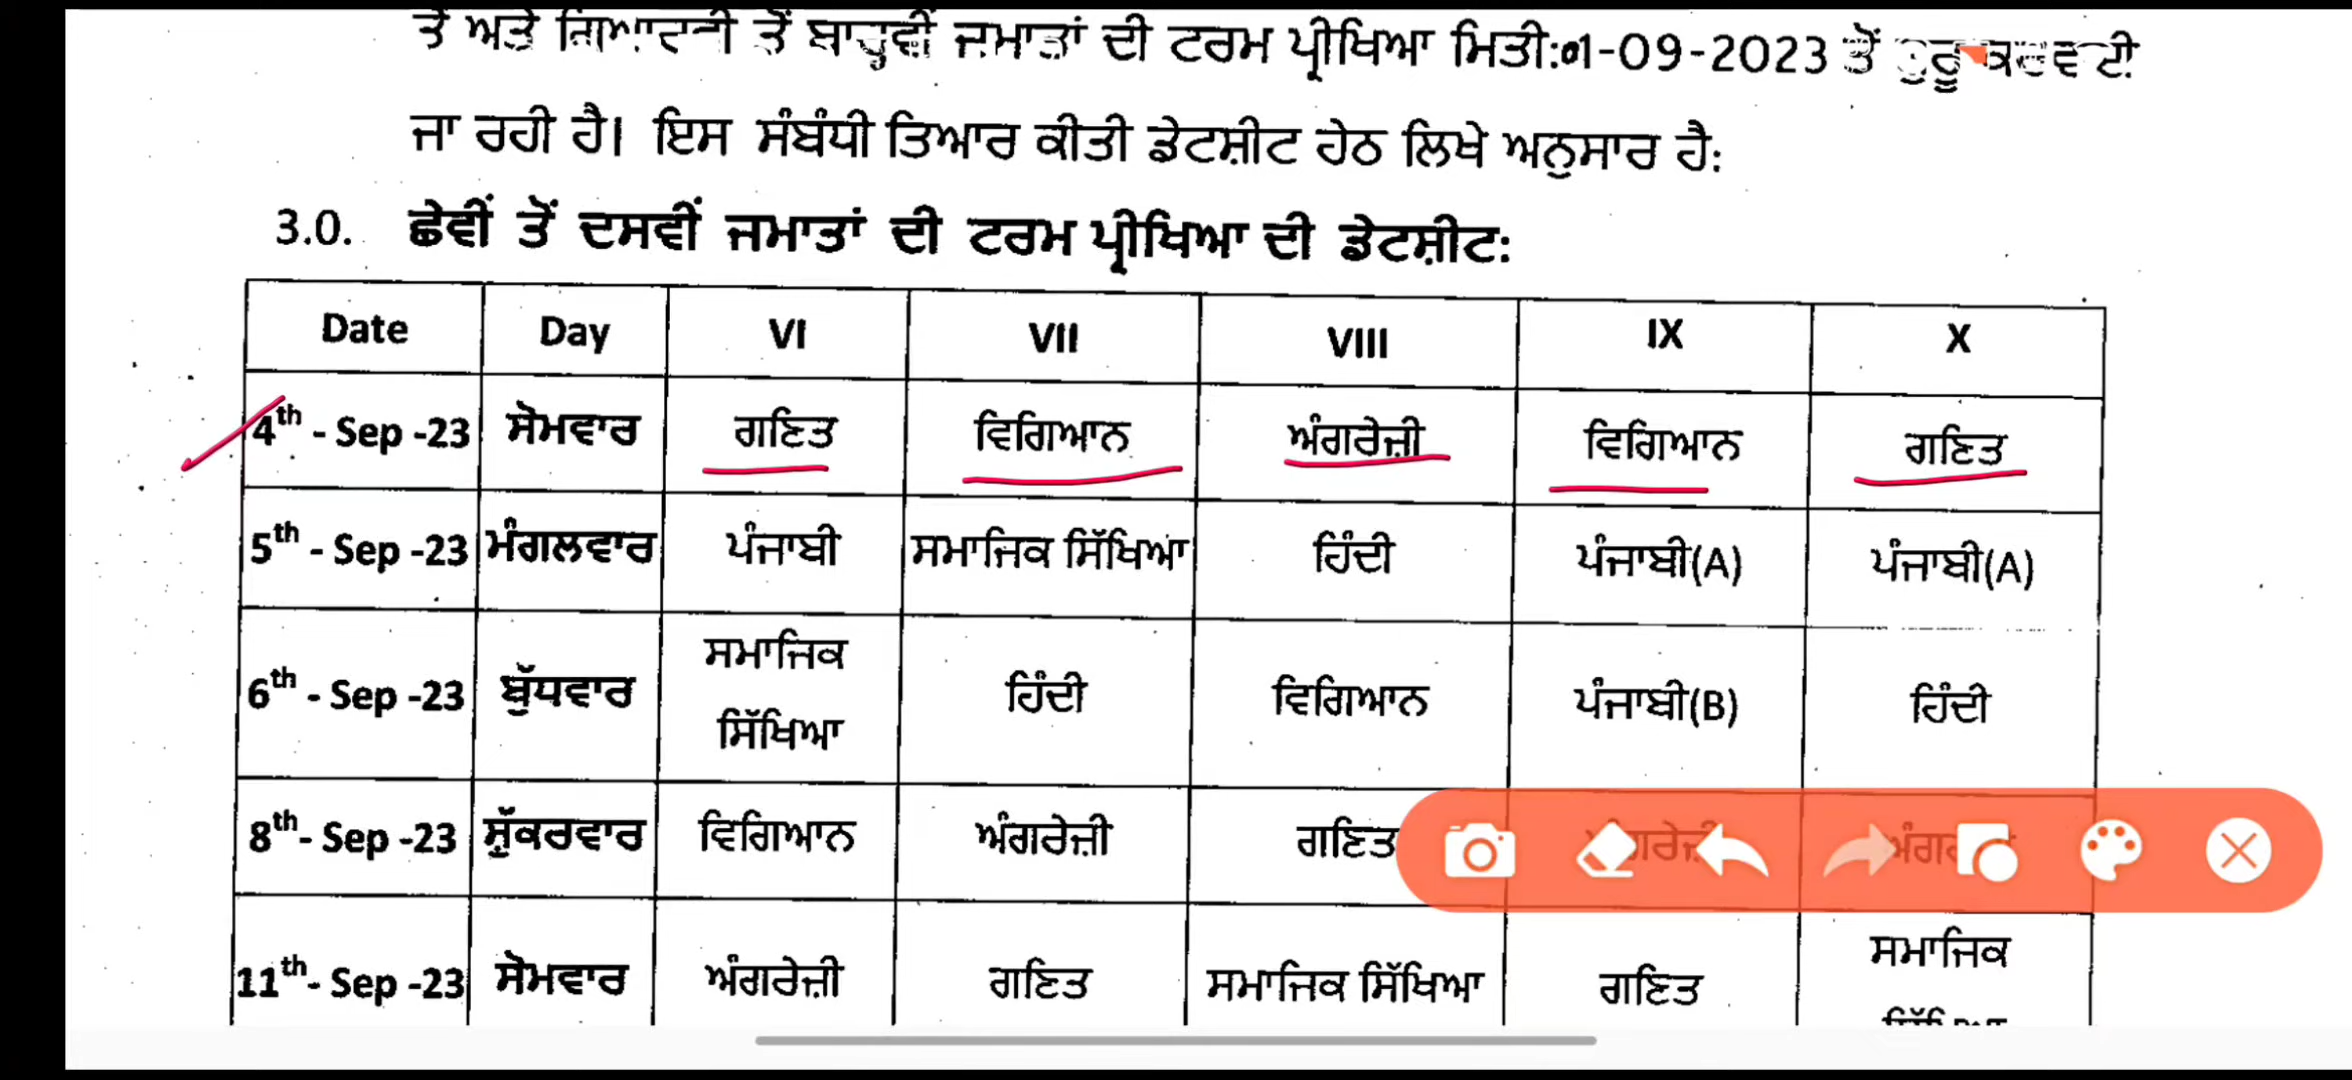 ਤੋਂ ਬਾਰ੍ਹਵੀਂ ਜਮਾਤਾਂ ਦੀ ਟਰਮ ਪ੍ਰੀਖਿਆ ਮਿਤੀ:01-09-2023 ਤੋਂ
ਜਾ ਰਹੀ ਹੈ। ਇਸ ਸੰਬੰਧੀ ਤਿਆਰ ਕੀਤੀ ਡੇਟਸ਼ੀਟ ਹੇਠ ਲਿਖੇ ਅਨੁਸਾਰ ਹੈ:
3.0. ਛੇਵੀਂ ਤੋਂ ਦਸਵੀਂ ਜਮਾਤਾਂ ਦੀ ਟਰਮ ਪ੍ਰੀਖਿਆ ਦੀ ਡੇਟਸ਼ੀਟ:
Date Day VI VII VIII IX X
4th - Sep -23 ਸੋਮਵਾਰ ਗਣਿਤ ਵਿਗਿਆਨ ਅੰਗਰੇਜ਼ੀ ਵਿਗਿਆਨ ਗਣਿਤ
5th - Sep -23 ਮੰਗਲਵਾਰ ਪੰਜਾਬੀ ਸਮਾਜਿਕ ਸਿੱਖਿਆ ਹਿੰਦੀ ਪੰਜਾਬੀ(A) ਪੰਜਾਬੀ(A)
6th - Sep -23 ਬੁੱਧਵਾਰ ਸਮਾਜਿਕ ਸਿੱਖਿਆ ਹਿੰਦੀ ਵਿਗਿਆਨ ਪੰਜਾਬੀ(B) ਹਿੰਦੀ
8th- Sep -23 ਸ਼ੁੱਕਰਵਾਰ ਵਿਗਿਆਨ ਅੰਗਰੇਜ਼ੀ ਗਣਿਤ
11th- Sep -23 ਸੋਮਵਾਰ ਅੰਗਰੇਜ਼ੀ ਗਣਿਤ ਸਮਾਜਿਕ ਸਿੱਖਿਆ ਗਣਿਤ ਸਮਾਜਿਕ